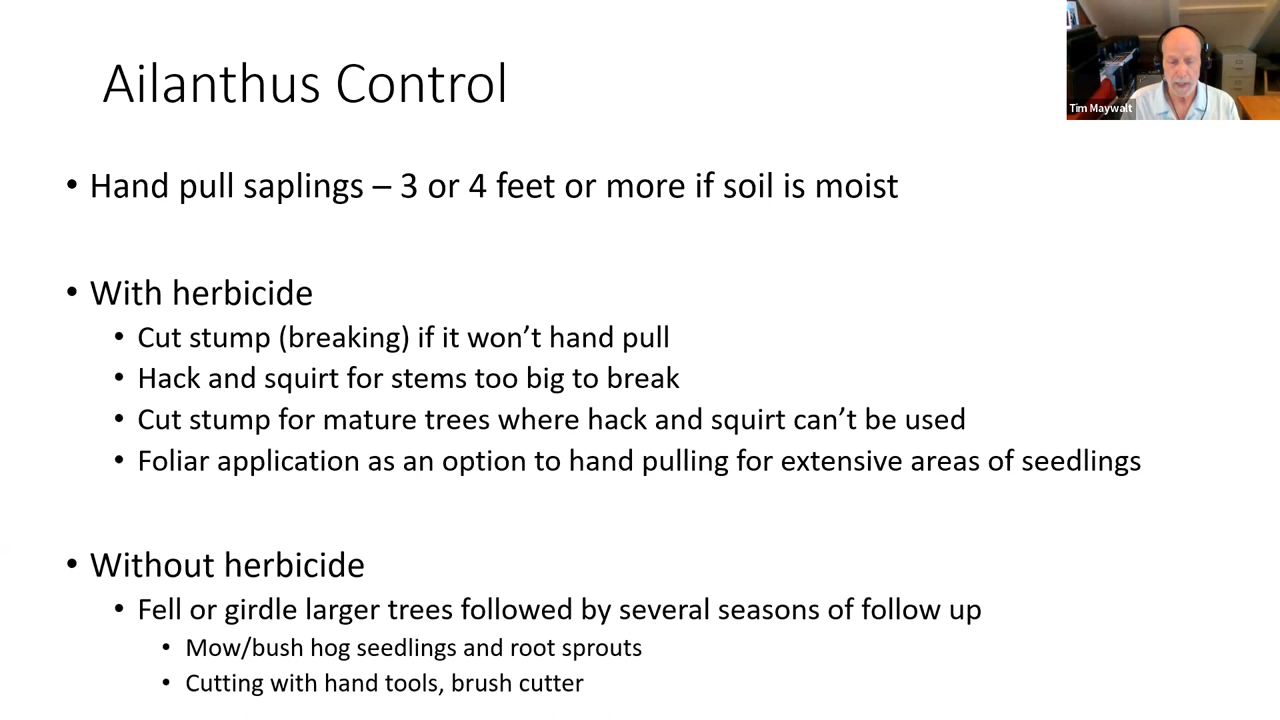 Ailanthus Control
Tim Maywalt
• Hand pull saplings – 3 or 4 feet or more if soil is moist
• With herbicide
• Cut stump (breaking) if it won’t hand pull
• Hack and squirt for stems too big to break
• Cut stump for mature trees where hack and squirt can’t be used
• Foliar application as an option to hand pulling for extensive areas of seedlings
• Without herbicide
• Fell or girdle larger trees followed by several seasons of follow up
• Mow/bush hog seedlings and root sprouts
• Cutting with hand tools, brush cutter